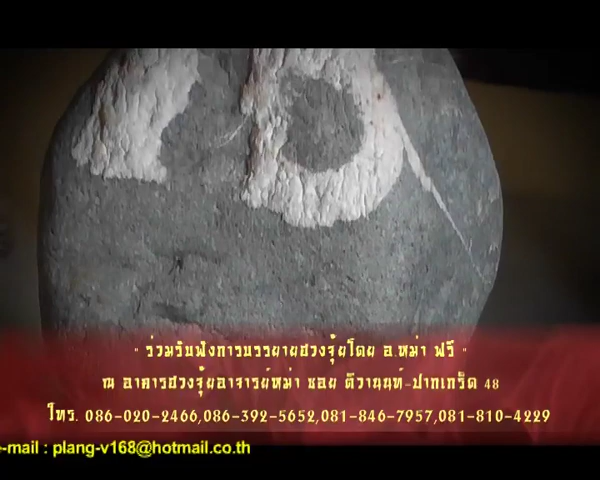 " ร่วมรับฟังการบรรยายฮวงจุ้ยโดย อ.หม่า ฟรี "
ณ อาคารฮวงจุ้ยอาจารย์หม่า ซอย ติวานนท์-ปากเกร็ด 48
โทร. 086-020-2466,086-392-5652,081-846-7957,081-810-4229
e-mail : plang-v168@hotmail.co.th